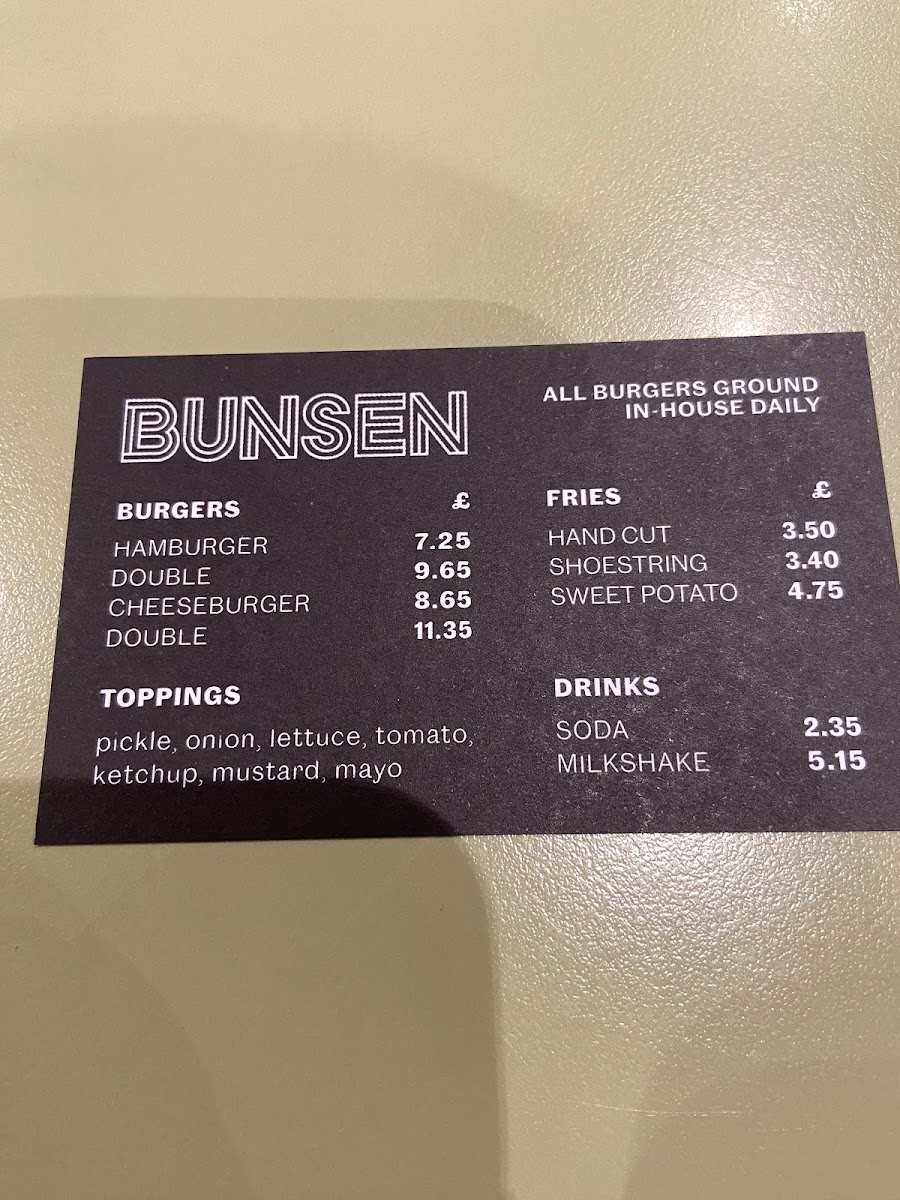 BUNSEN
ALL BURGERS GROUND
IN-HOUSE DAILY
BURGERS £
HAMBURGER 7.25
DOUBLE 9.65
CHEESEBURGER 8.65
DOUBLE 11.35
TOPPINGS
pickle, onion, lettuce, tomato,
ketchup, mustard, mayo
FRIES £
HAND CUT 3.50
SHOESTRING 3.40
SWEET POTATO 4.75
DRINKS
SODA 2.35
MILKSHAKE 5.15